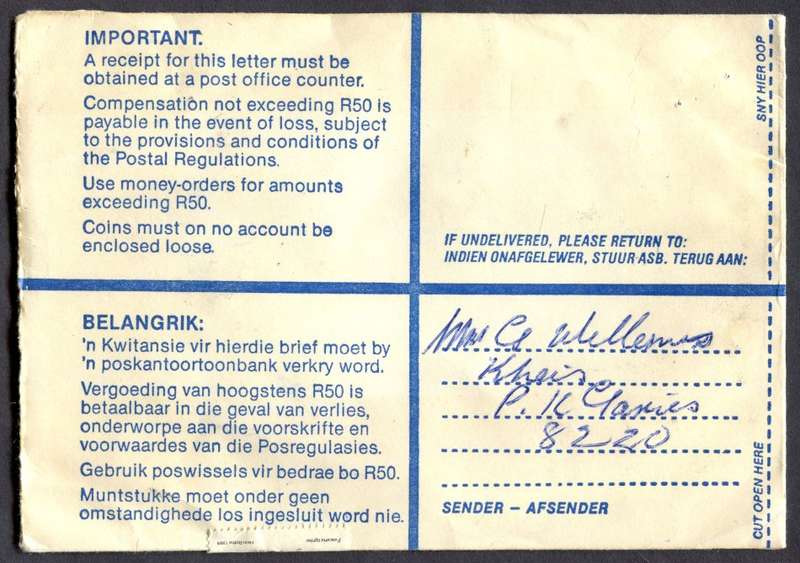 IMPORTANT:
A receipt for this letter must be
obtained at a post office counter.
Compensation not exceeding R50 is
payable in the event of loss, subject
to the provisions and conditions of
the Postal Regulations.
Use money-orders for amounts
exceeding R50.
Coins must on no account be
enclosed loose.
SNY HIER OOP
IF UNDELIVERED, PLEASE RETURN TO:
INDIEN ONAFGELEWER, STUUR ASB. TERUG AAN:
BELANGRIK:
'n Kwitansie vir hierdie brief moet by
'n poskantoortoonbank verkry word.
Vergoeding van hoogstens R50 is
betaalbaar in die geval van verlies,
onderworpe aan die voorskrifte en
voorwaardes van die Posregulasies.
Gebruik poswissels vir bedrae bo R50.
Muntstukke moet onder geen
omstandighede los ingesluit word nie.
Willemus
Kheis
P. K
8220
SENDER – AFSENDER
CUT OPEN HERE